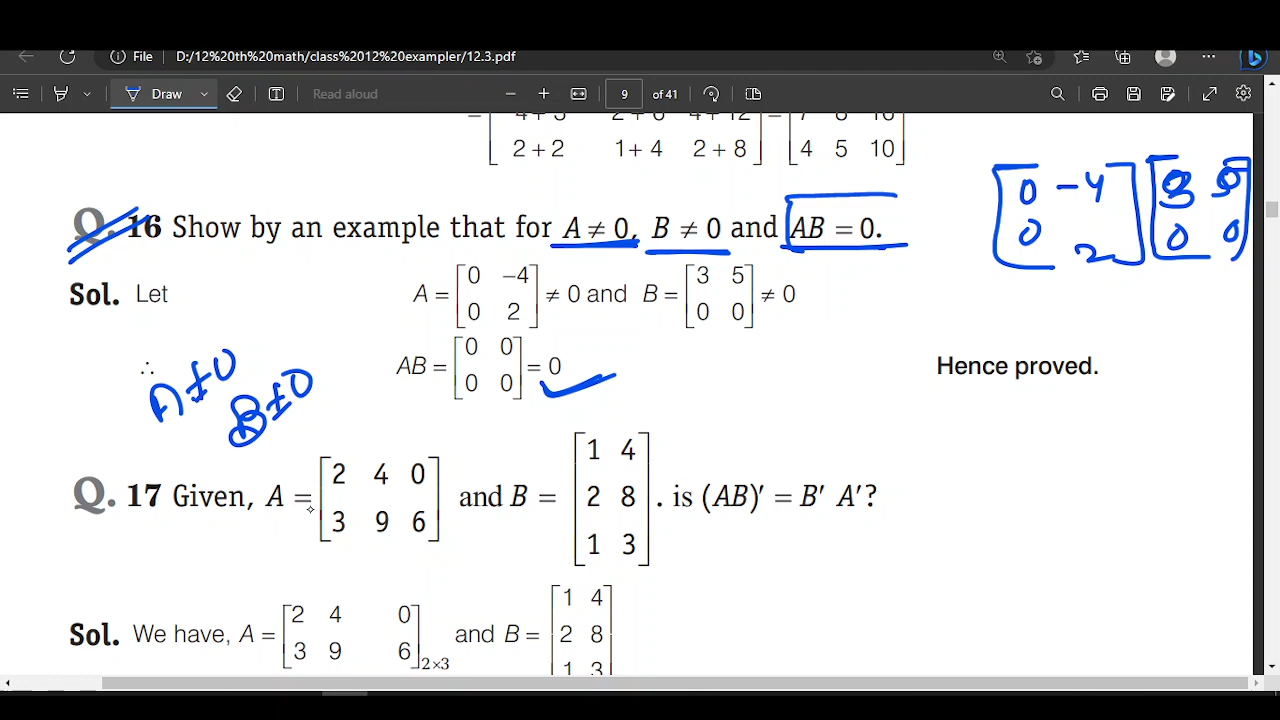 File D:/12%20th%20math/class%2012%20exampler/12.3.pdf
Draw Read aloud 9 of 41
= [ 2 + 2 1 + 4 2 + 8 ] = [ 4 5 10 ]
Q. 16 Show by an example that for A ≠ 0, B ≠ 0 and AB = 0.
[ 0 −4 ; 0 2 ] [ 3 5 ; 0 0 ]
Sol. Let A = [ 0 −4 ; 0 2 ] ≠ 0 and B = [ 3 5 ; 0 0 ] ≠ 0
∴ AB = [ 0 0 ; 0 0 ] = 0 Hence proved.
A ≠ 0
B ≠ 0
Q. 17 Given, A = [ 2 4 0 ; 3 9 6 ] and B = [ 1 4 ; 2 8 ; 1 3 ] . is (AB)′ = B′ A′?
Sol. We have, A = [ 2 4 0 ; 3 9 6 ] 2×3 and B = [ 1 4 ; 2 8 ; 1 3 ]